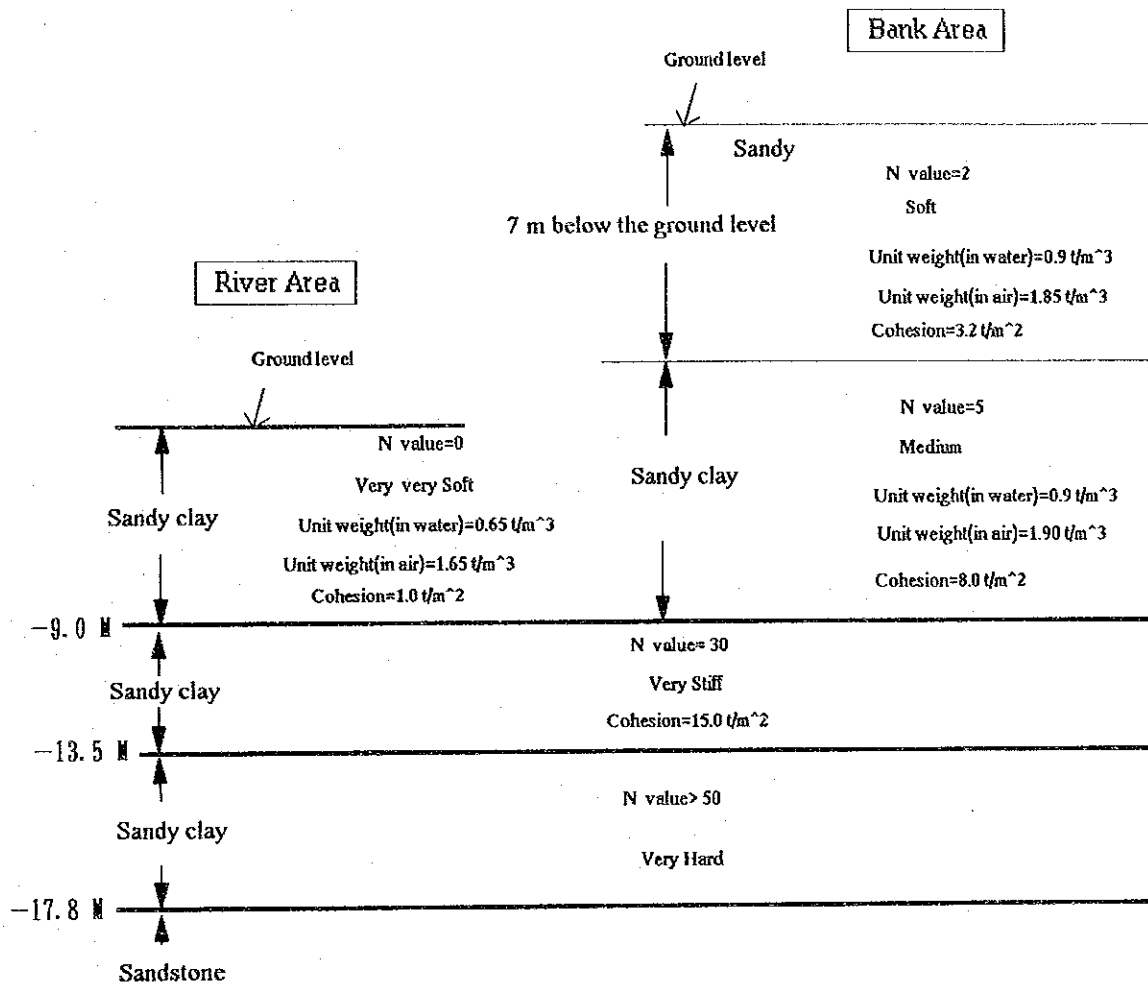 Bank Area
Ground level
Sandy
N value=2
Soft
7 m below the ground level
Unit weight(in water)=0.9 t/m^3
River Area
Unit weight(in air)=1.85 t/m^3
Cohesion=3.2 t/m^2
Ground level
N value=5
N value=0
Medium
Sandy clay
Very very Soft
Unit weight(in water)=0.9 t/m^3
Sandy clay
Unit weight(in water)=0.65 t/m^3
Unit weight(in air)=1.90 t/m^3
Unit weight(in air)=1.65 t/m^3
Cohesion=8.0 t/m^2
Cohesion=1.0 t/m^2
-9.0 M
N value= 30
Very Stiff
Sandy clay
Cohesion=15.0 t/m^2
-13.5 M
N value> 50
Sandy clay
Very Hard
-17.8 M
Sandstone